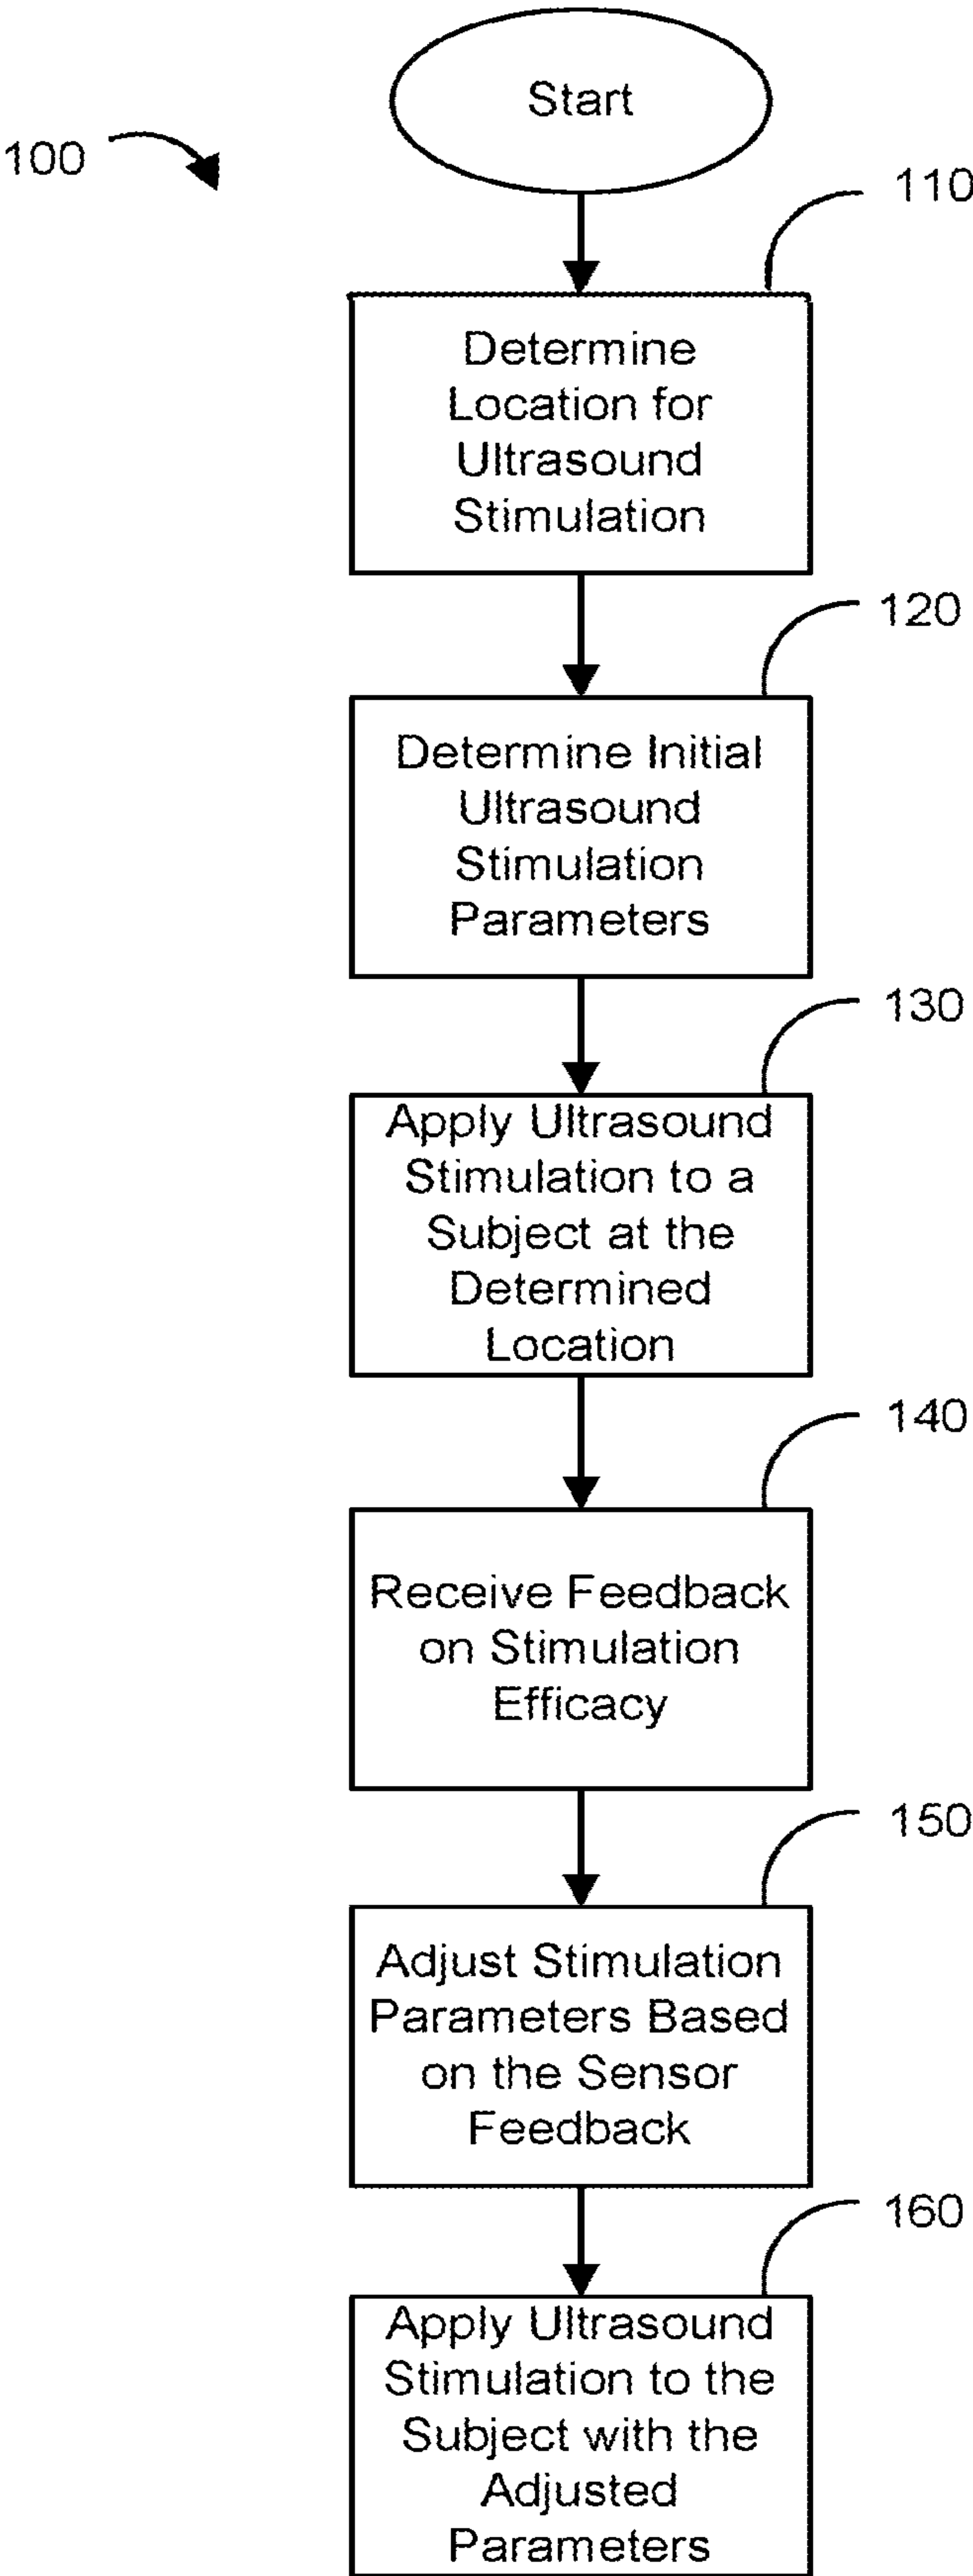 Start
100
110
Determine
Location for
Ultrasound
Stimulation
120
Determine Initial
Ultrasound
Stimulation
Parameters
130
Apply Ultrasound
Stimulation to a
Subject at the
Determined
Location
140
Receive Feedback
on Stimulation
Efficacy
150
Adjust Stimulation
Parameters Based
on the Sensor
Feedback
160
Apply Ultrasound
Stimulation to the
Subject with the
Adjusted
Parameters